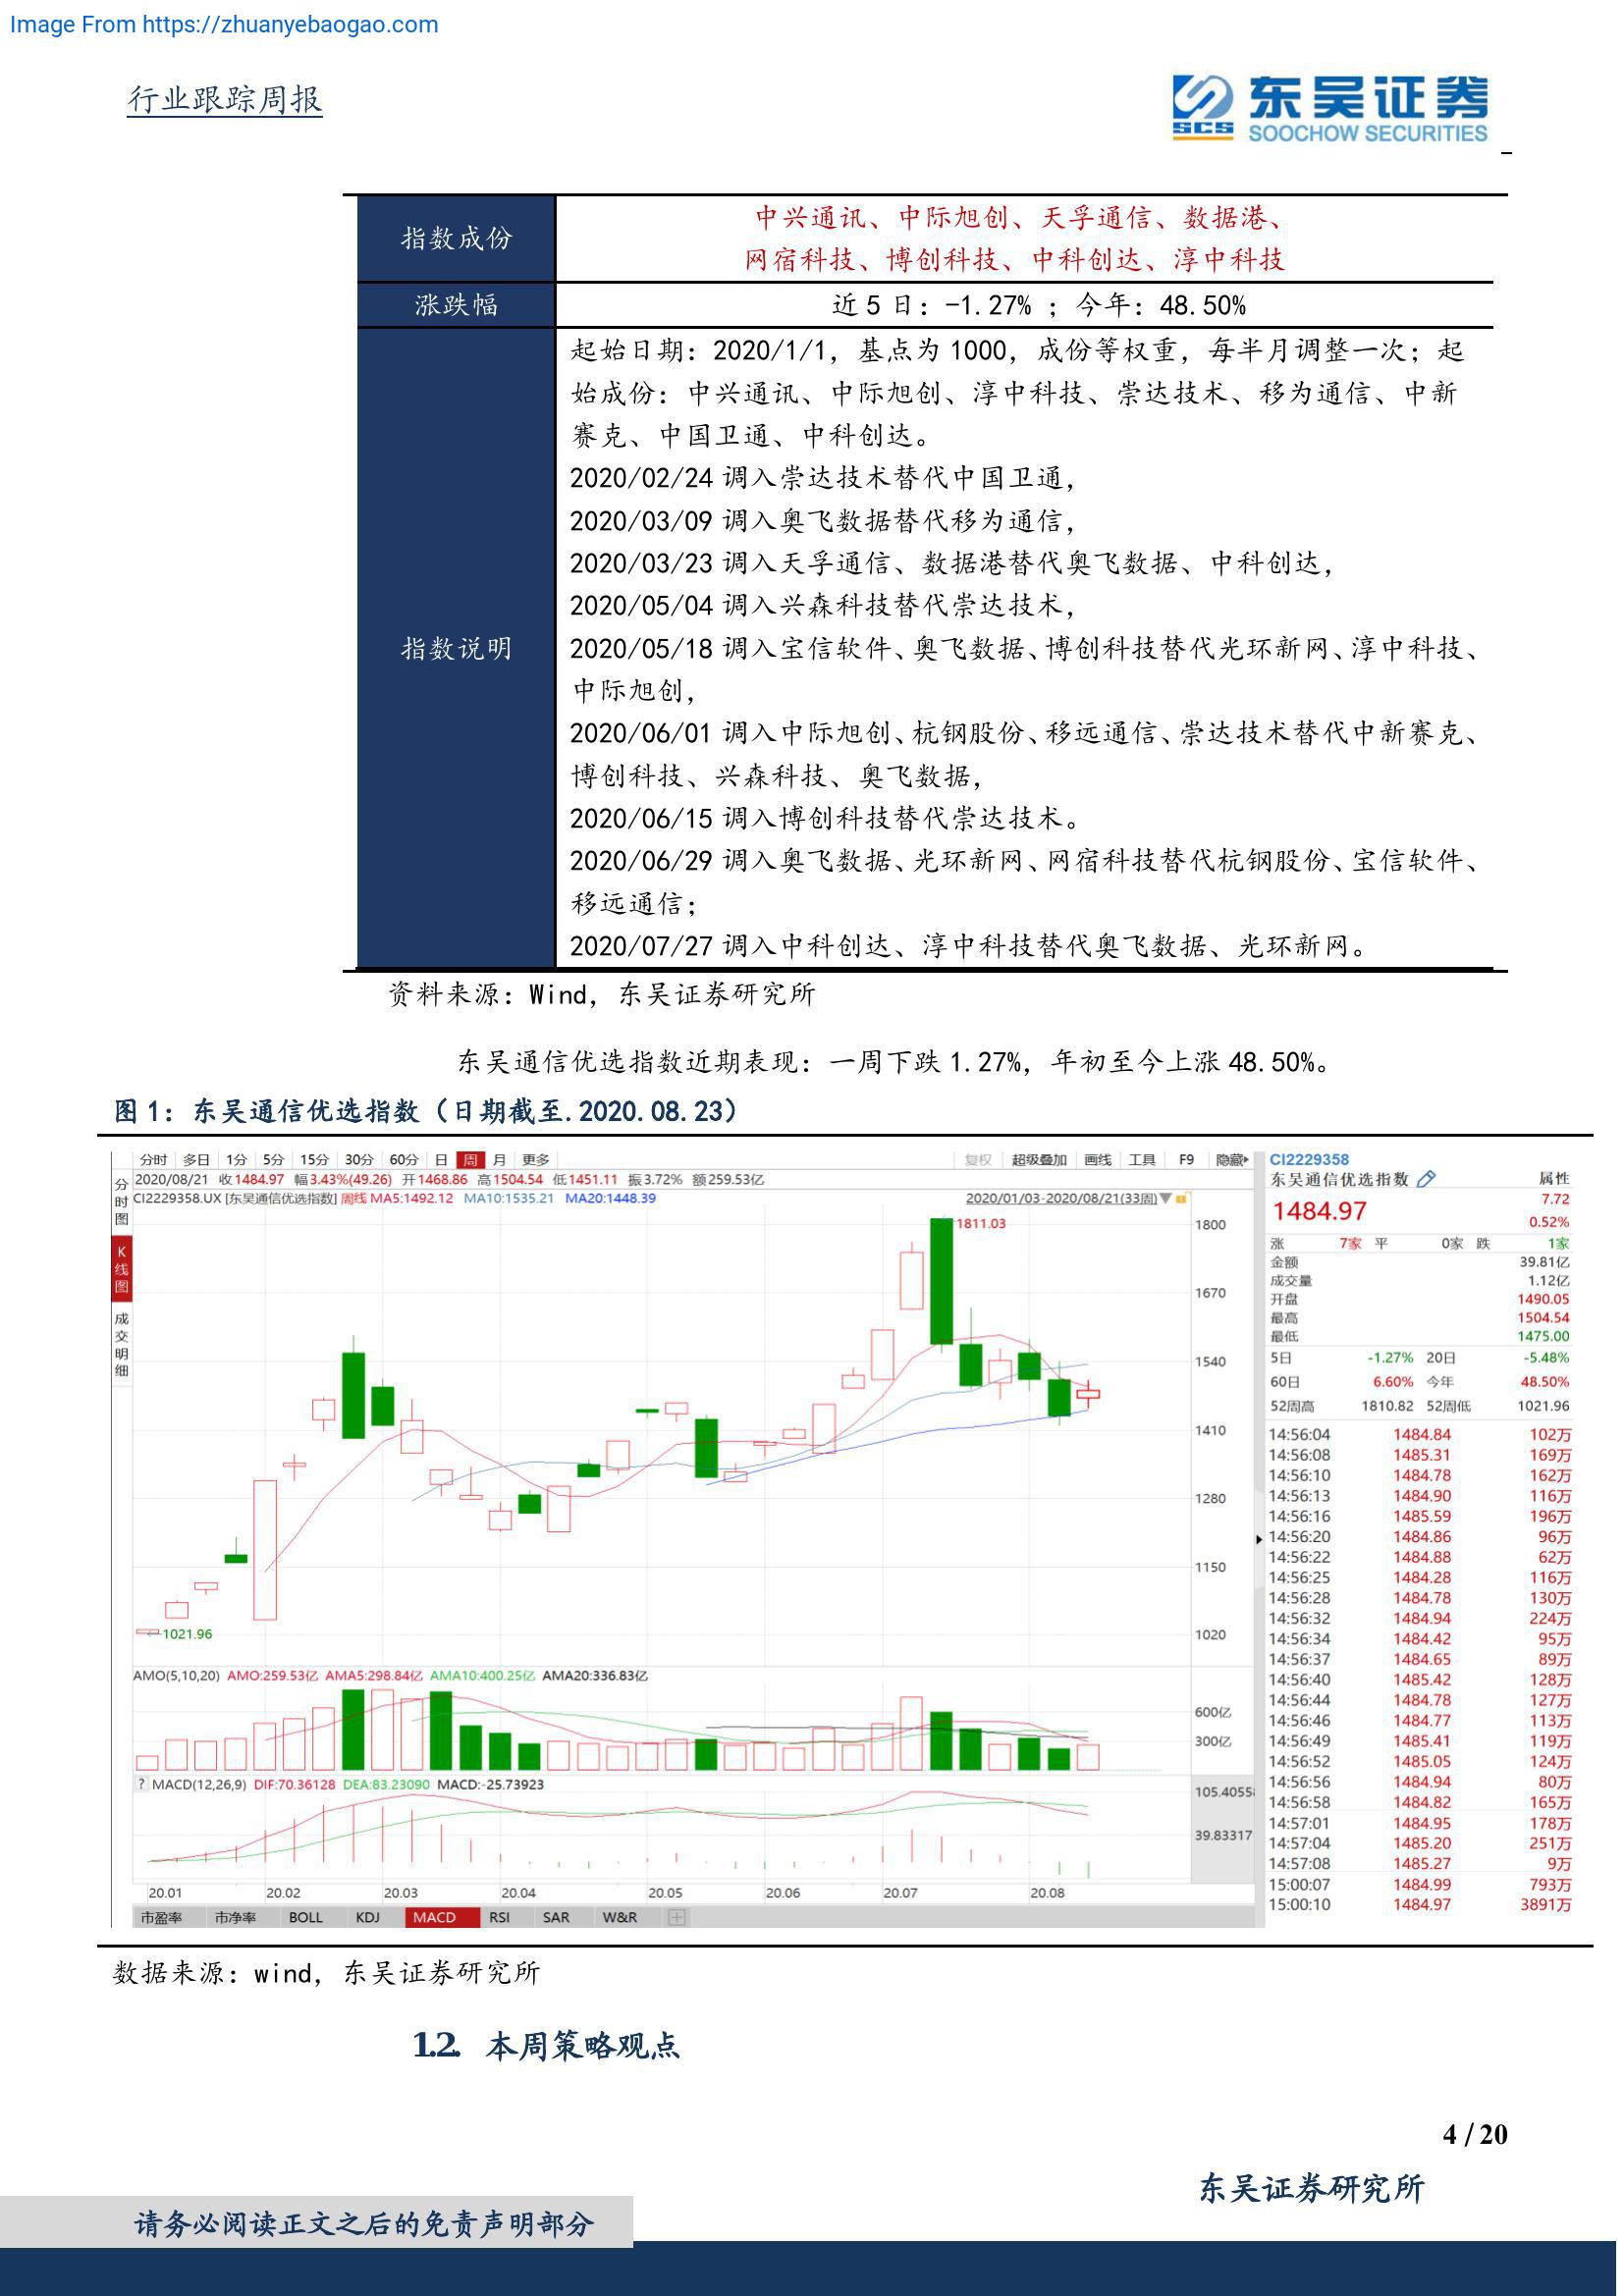 Image From https://zhuanyebaogao.com
行业跟踪周报
东吴证券
SCS
SOOCHOW SECURITIES
指数成份
中兴通讯、中际旭创、天孚通信、数据港、
网宿科技、博创科技、中科创达、淳中科技
涨跌幅
近5日：-1.27% ；今年：48.50%
指数说明
起始日期：2020/1/1，基点为1000，成份等权重，每半月调整一次；起
始成份：中兴通讯、中际旭创、淳中科技、崇达技术、移为通信、中新
赛克、中国卫通、中科创达。
2020/02/24 调入崇达技术替代中国卫通，
2020/03/09 调入奥飞数据替代移为通信，
2020/03/23 调入天孚通信、数据港替代奥飞数据、中科创达，
2020/05/04 调入兴森科技替代崇达技术，
2020/05/18 调入宝信软件、奥飞数据、博创科技替代光环新网、淳中科技、
中际旭创，
2020/06/01 调入中际旭创、杭钢股份、移远通信、崇达技术替代中新赛克、
博创科技、兴森科技、奥飞数据，
2020/06/15 调入博创科技替代崇达技术。
2020/06/29 调入奥飞数据、光环新网、网宿科技替代杭钢股份、宝信软件、
移远通信；
2020/07/27 调入中科创达、淳中科技替代奥飞数据、光环新网。
资料来源：Wind，东吴证券研究所
东吴通信优选指数近期表现：一周下跌1.27%，年初至今上涨48.50%。
图1：东吴通信优选指数（日期截至.2020.08.23）
分时 多日 1分 5分 15分 30分 60分 日 周 月 更多 复权 超级叠加 画线 工具 F9 隐藏
2020/08/21 收1484.97 幅3.43%(49.26) 开1468.86 高1504.54 低1451.11 振3.72% 额259.53亿
CI2229358.UX [东吴通信优选指数] 周线 MA5:1492.12 MA10:1535.21 MA20:1448.39 2020/01/03-2020/08/21(33周)
分时图
K线图
成交明细
1811.03
1021.96
1800
1670
1540
1410
1280
1150
1020
AMO(5,10,20) AMO:259.53亿 AMA5:298.84亿 AMA10:400.25亿 AMA20:336.83亿
600亿
300亿
? MACD(12,26,9) DIF:70.36128 DEA:83.23090 MACD:-25.73923
105.4055
39.83317
20.01 20.02 20.03 20.04 20.05 20.06 20.07 20.08
市盈率 市净率 BOLL KDJ MACD RSI SAR W&R
CI2229358
东吴通信优选指数 属性
1484.97 7.72
0.52%
涨 7家 平 0家 跌 1家
金额 39.81亿
成交量 1.12亿
开盘 1490.05
最高 1504.54
最低 1475.00
5日 -1.27% 20日 -5.48%
60日 6.60% 今年 48.50%
52周高 1810.82 52周低 1021.96
14:56:04 1484.84 102万
14:56:08 1485.31 169万
14:56:10 1484.78 162万
14:56:13 1484.90 116万
14:56:16 1485.59 196万
14:56:20 1484.86 96万
14:56:22 1484.88 62万
14:56:25 1484.28 116万
14:56:28 1484.78 130万
14:56:32 1484.94 224万
14:56:34 1484.42 95万
14:56:37 1484.65 89万
14:56:40 1485.42 128万
14:56:44 1484.78 127万
14:56:46 1484.77 113万
14:56:49 1485.41 119万
14:56:52 1485.05 124万
14:56:56 1484.94 80万
14:56:58 1484.82 165万
14:57:01 1484.95 178万
14:57:04 1485.20 251万
14:57:08 1485.27 9万
15:00:07 1484.99 793万
15:00:10 1484.97 3891万
数据来源：wind，东吴证券研究所
1.2. 本周策略观点
4 / 20
东吴证券研究所
请务必阅读正文之后的免责声明部分